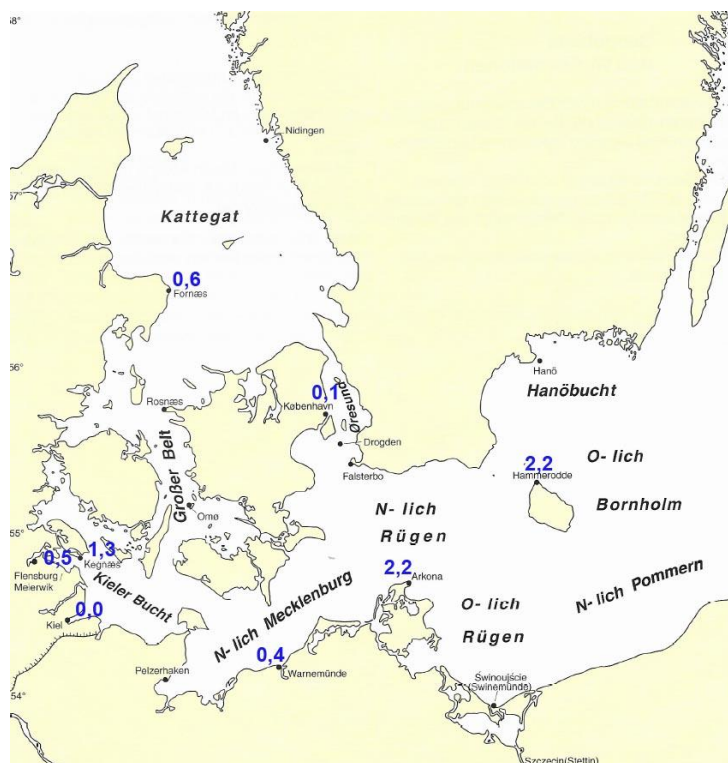 58°
Nidingen
57°
Kattegat
0,6
Fornæs
56°
Hanö
Rosnæs
0,1
København
Øresund
Hanöbucht
Drogden
Falsterbo
Großer Belt
2,2
Hammerodde
O- lich
Bornholm
Omø
N- lich
Rügen
55°
0,5
1,3
Kegnæs
Flensburg /
Meierwik
Kieler Bucht
2,2
Arkona
N- lich Pommern
0,0
Kiel
N- lich Mecklenburg
O- lich
Rügen
0,4
Warnemünde
Pelzerhaken
Świnoujście
(Swinemünde)
54°
Szczecin(Stettin)